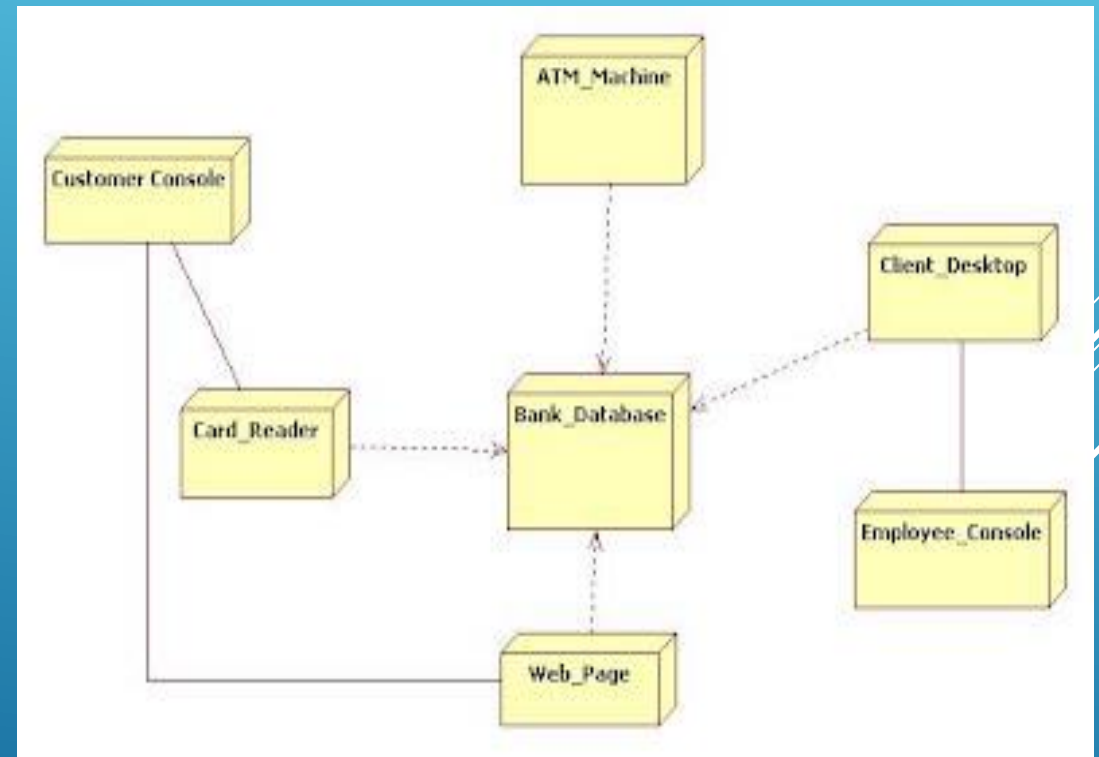 ATM_Machine
Customer Console
Client_Desktop
Bank_Database
Card_Reader
Employee_Console
Web_Page